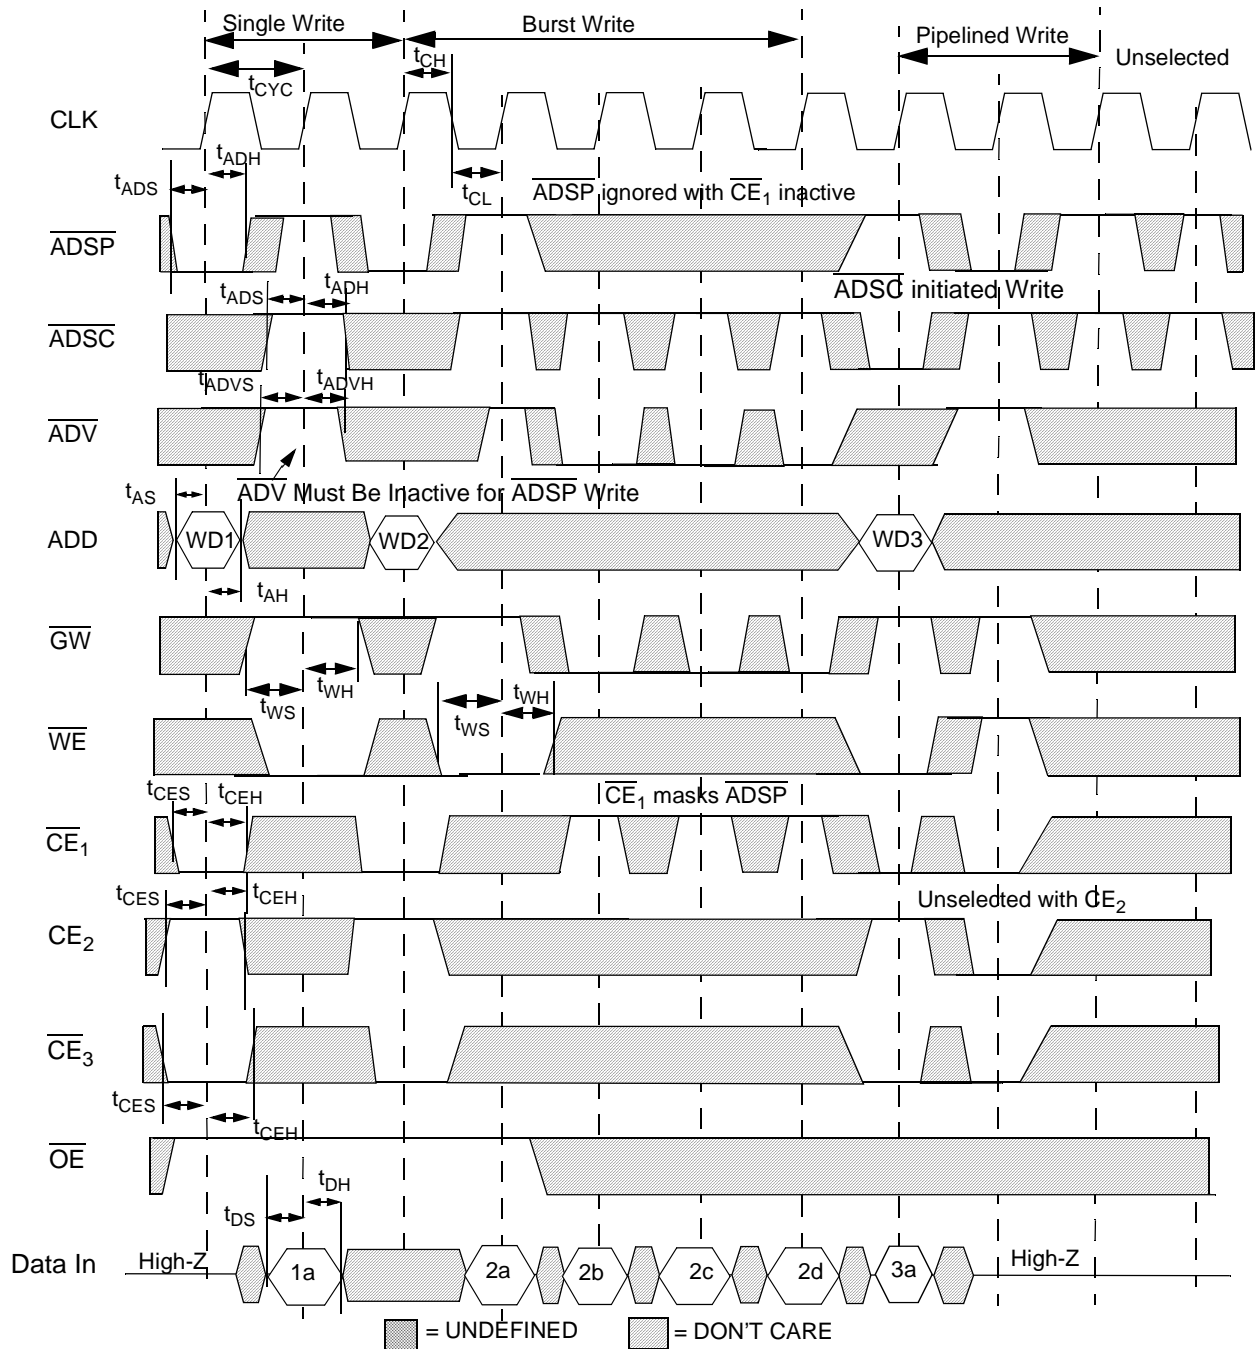 Single Write
Burst Write
Pipelined Write
Unselected
tCH
tCYC
CLK
tADH
tADS
tCL
ADSP ignored with CE1 inactive
ADSP
tADS
tADH
ADSC initiated Write
ADSC
tADVS
tADVH
ADV
tAS
ADV Must Be Inactive for ADSP Write
ADD
WD1
WD2
WD3
tAH
GW
tWH
tWS
tWH
tWS
WE
tCES
tCEH
CE1 masks ADSP
CE1
tCES
tCEH
Unselected with CE2
CE2
CE3
tCES
tCEH
OE
tDH
tDS
Data In
High-Z
1a
2a
2b
2c
2d
3a
High-Z
= UNDEFINED
= DON'T CARE